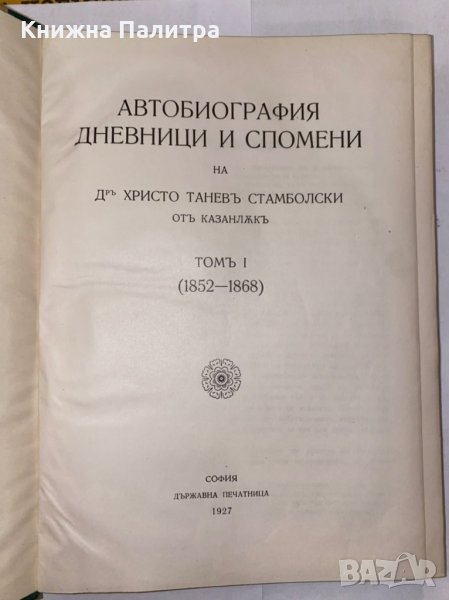 Книжна Палитра
АВТОБИОГРАФИЯ
ДНЕВНИЦИ И СПОМЕНИ
НА
Дръ ХРИСТО ТАНЕВЪ СТАМБОЛСКИ
ОТЪ КАЗАНЛѪКЪ
ТОМЪ I
(1852—1868)
СОФИЯ
ДЪРЖАВНА ПЕЧАТНИЦА
1927
BAZAR